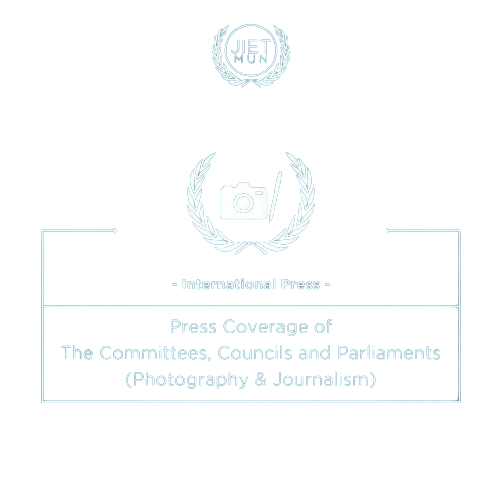 JIET
MUN
- International Press -
Press Coverage of
The Committees, Councils and Parliaments
(Photography & Journalism)